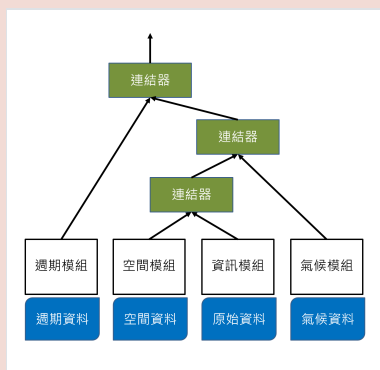 連結器
連結器
連結器
週期模組 空間模組 資訊模組 氣候模組
週期資料 空間資料 原始資料 氣候資料